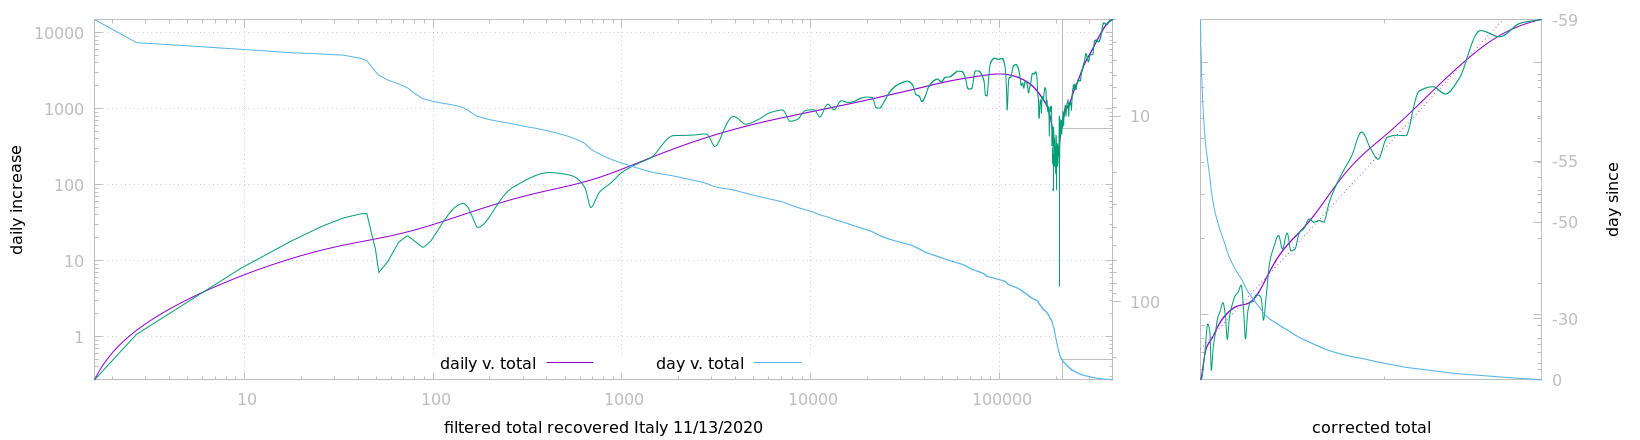 10000
1000
100
10
1
daily increase
daily v. total
day v. total
10
100
1000
10000
100000
filtered total recovered Italy 11/13/2020
10
100
-59
-55
-50
-30
0
day since
corrected total